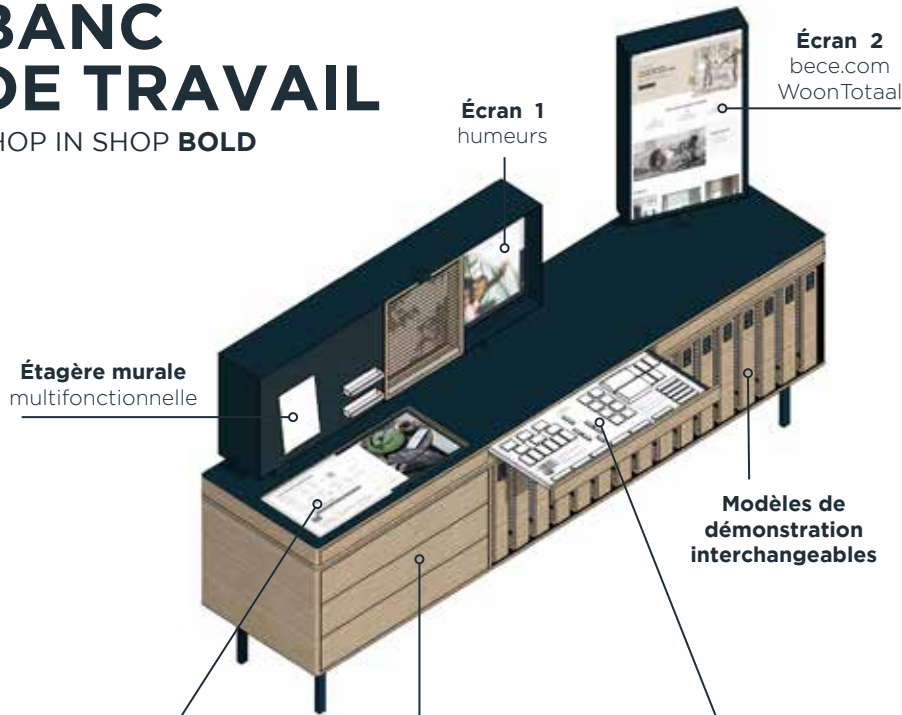 BANC
DE TRAVAIL
SHOP IN SHOP BOLD
Écran 1
humeurs
Écran 2
bece.com
WoonTotaal
Étagère murale
multifonctionnelle
Modèles de
démonstration
interchangeables